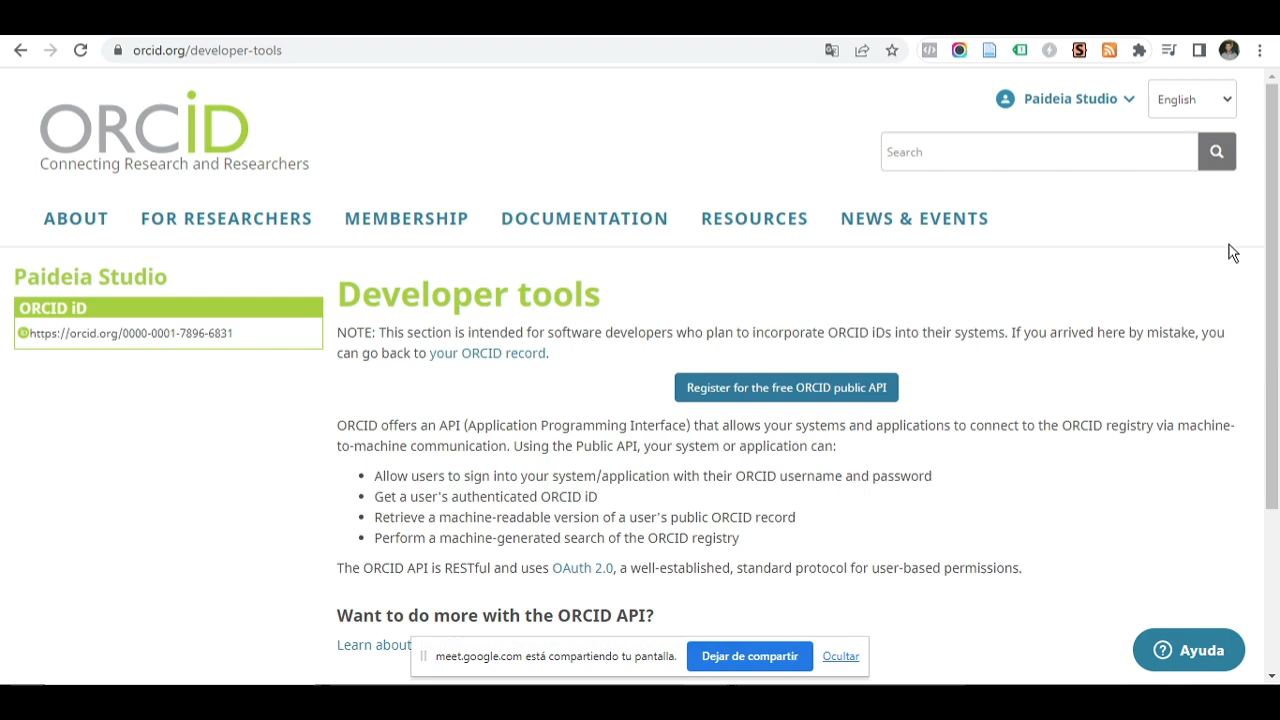 orcid.org/developer-tools
ORCID
Connecting Research and Researchers
Paideia Studio
English
Search
ABOUT FOR RESEARCHERS MEMBERSHIP DOCUMENTATION RESOURCES NEWS & EVENTS
Paideia Studio
ORCID iD
https://orcid.org/0000-0001-7896-6831
Developer tools
NOTE: This section is intended for software developers who plan to incorporate ORCID iDs into their systems. If you arrived here by mistake, you
can go back to your ORCID record.
Register for the free ORCID public API
ORCID offers an API (Application Programming Interface) that allows your systems and applications to connect to the ORCID registry via machine-
to-machine communication. Using the Public API, your system or application can:
• Allow users to sign into your system/application with their ORCID username and password
• Get a user's authenticated ORCID iD
• Retrieve a machine-readable version of a user's public ORCID record
• Perform a machine-generated search of the ORCID registry
The ORCID API is RESTful and uses OAuth 2.0, a well-established, standard protocol for user-based permissions.
Want to do more with the ORCID API?
Learn about
meet.google.com está compartiendo tu pantalla. Dejar de compartir Ocultar
Ayuda